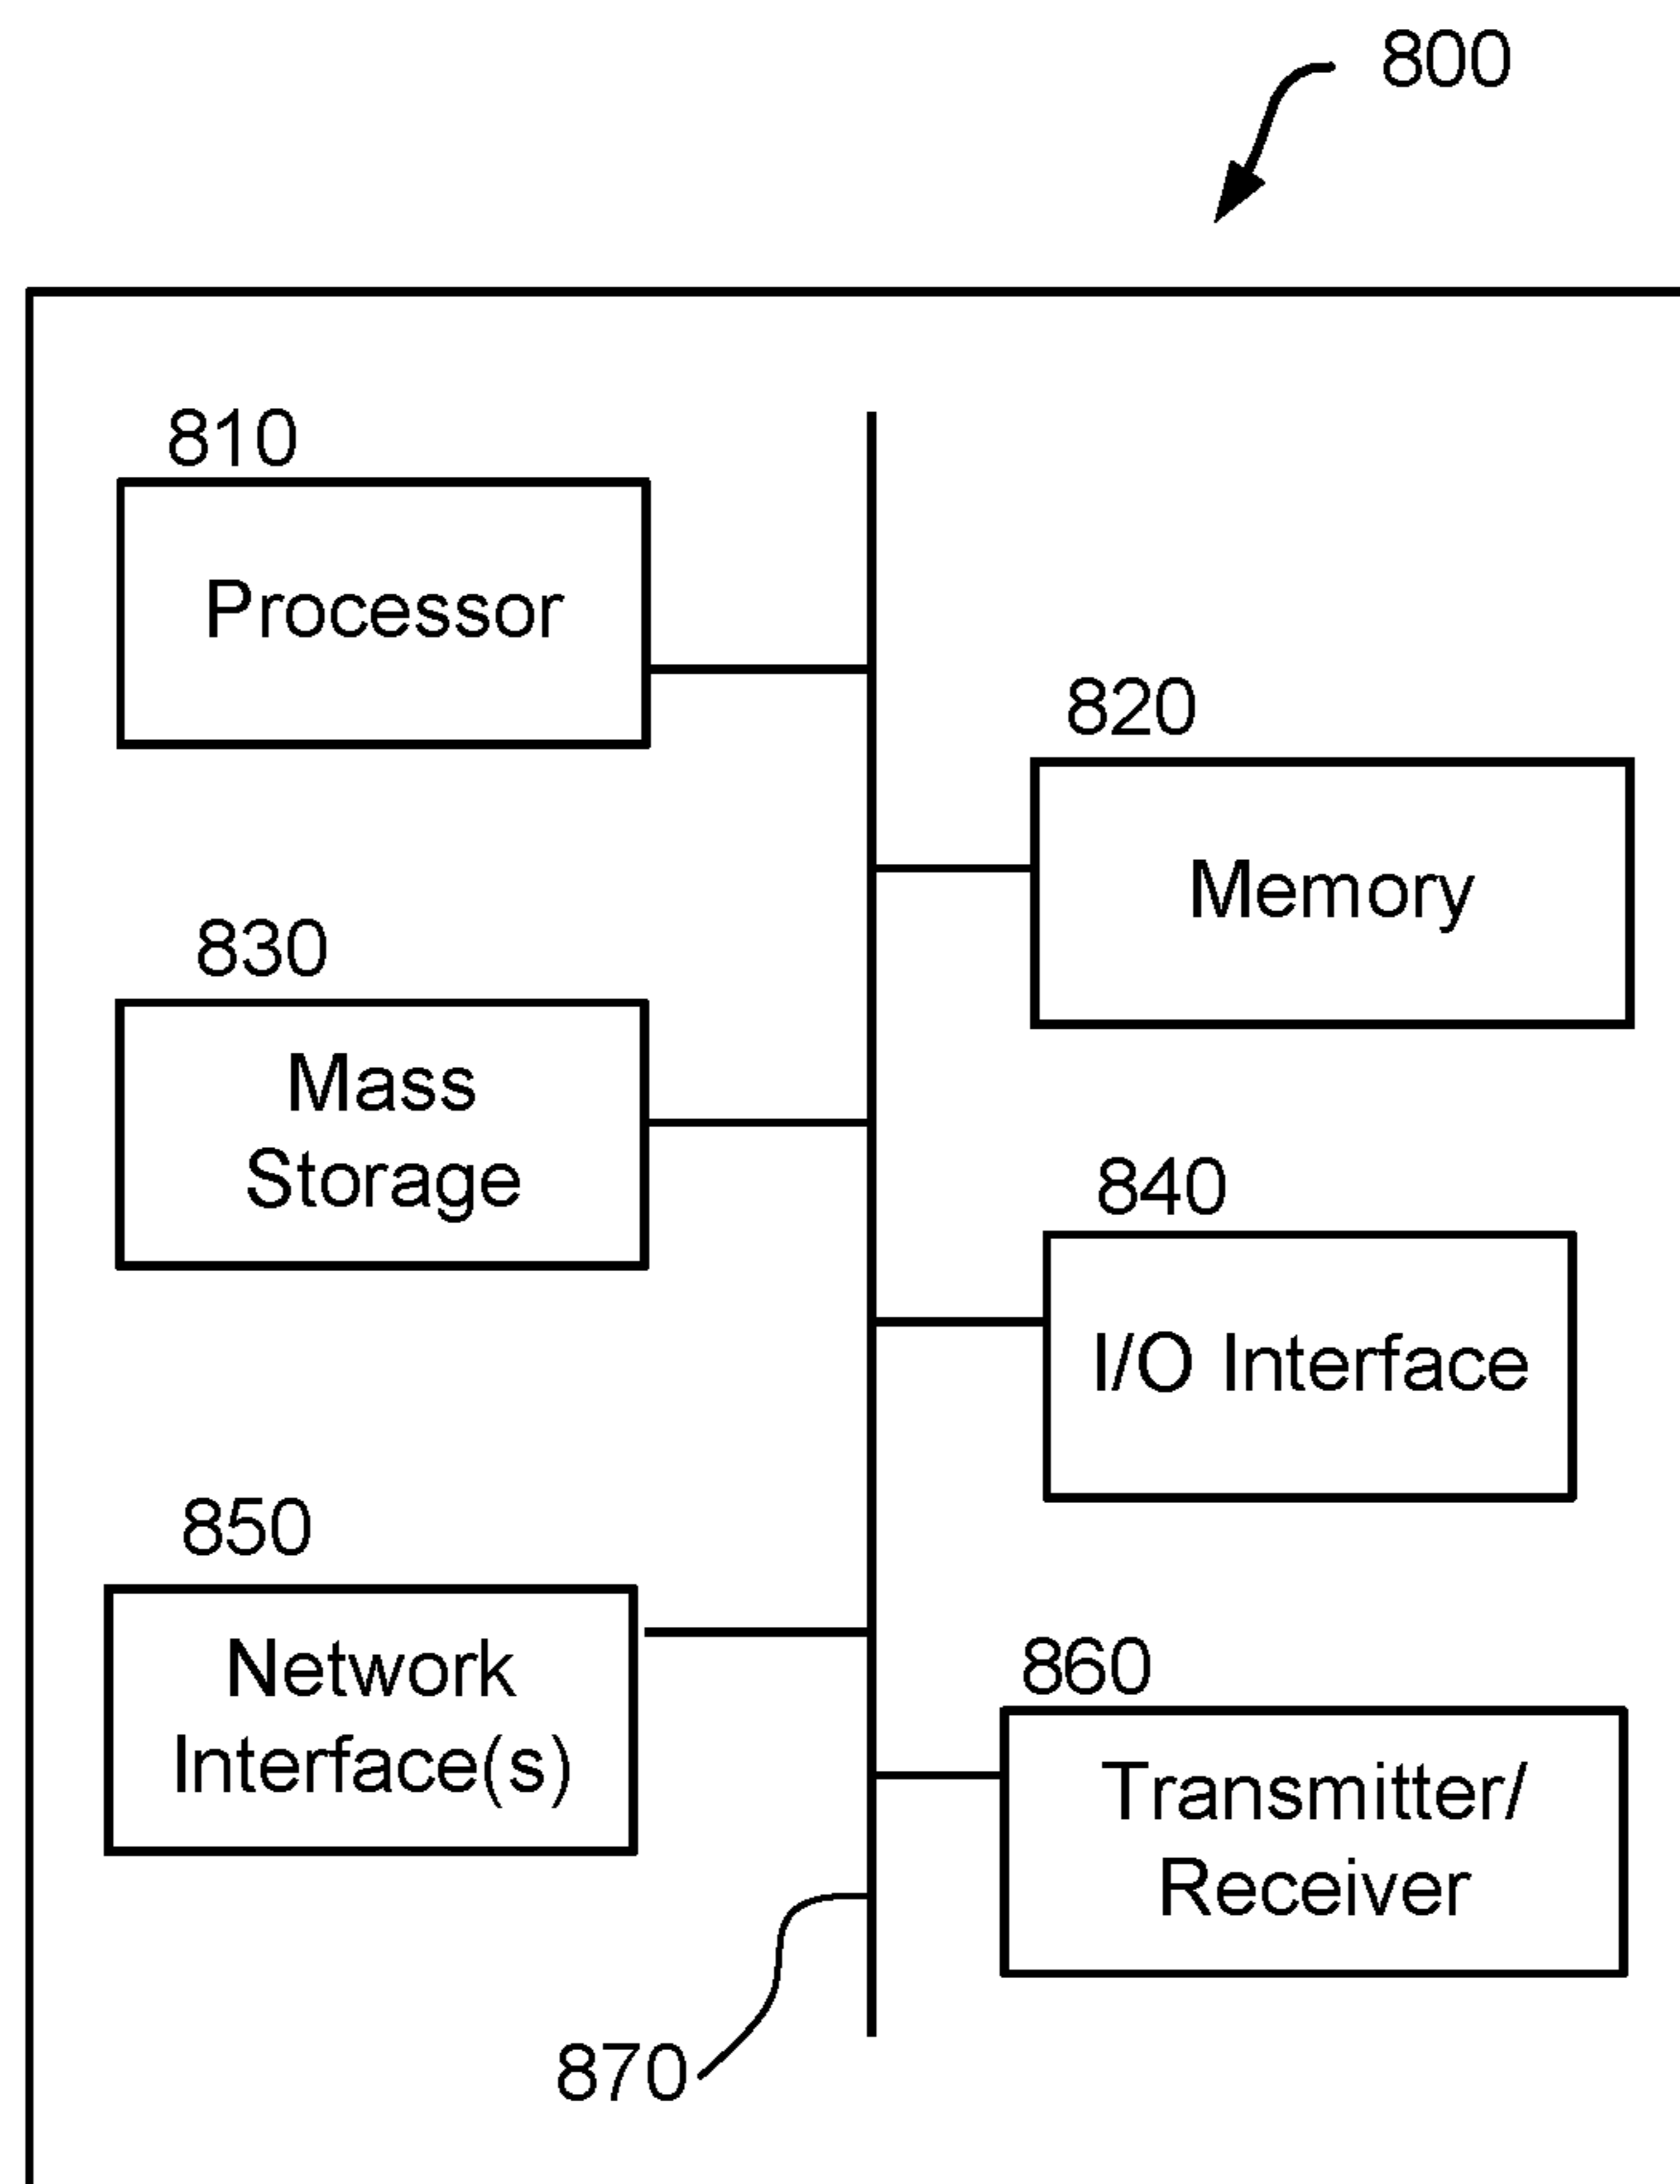 800
810
Processor
820
Memory
830
Mass
Storage
840
I/O Interface
850
Network
Interface(s)
860
Transmitter/
Receiver
870